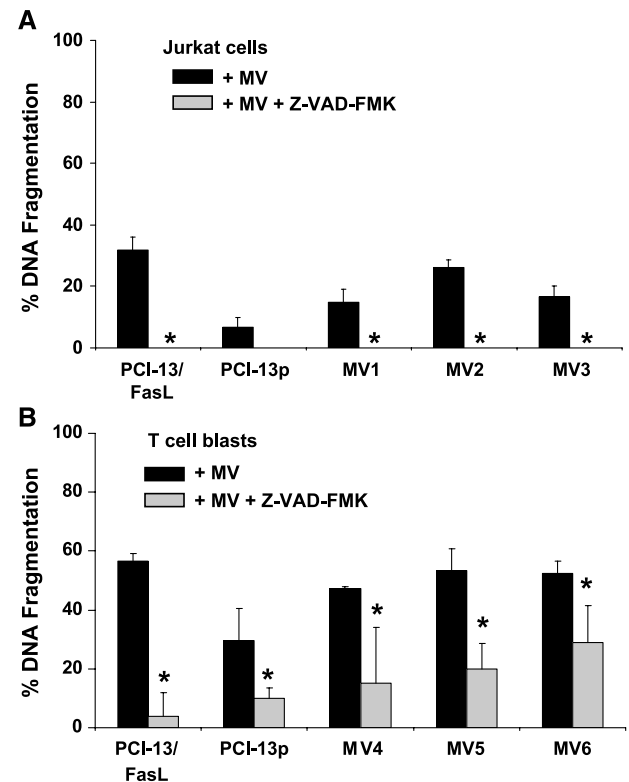 A
100
80
60
40
20
0
% DNA Fragmentation
Jurkat cells
+ MV
+ MV + Z-VAD-FMK
* * * *
PCI-13/ PCI-13p MV1 MV2 MV3
FasL
B
100
80
60
40
20
0
% DNA Fragmentation
T cell blasts
+ MV
+ MV + Z-VAD-FMK
* * * * *
PCI-13/ PCI-13p MV4 MV5 MV6
FasL